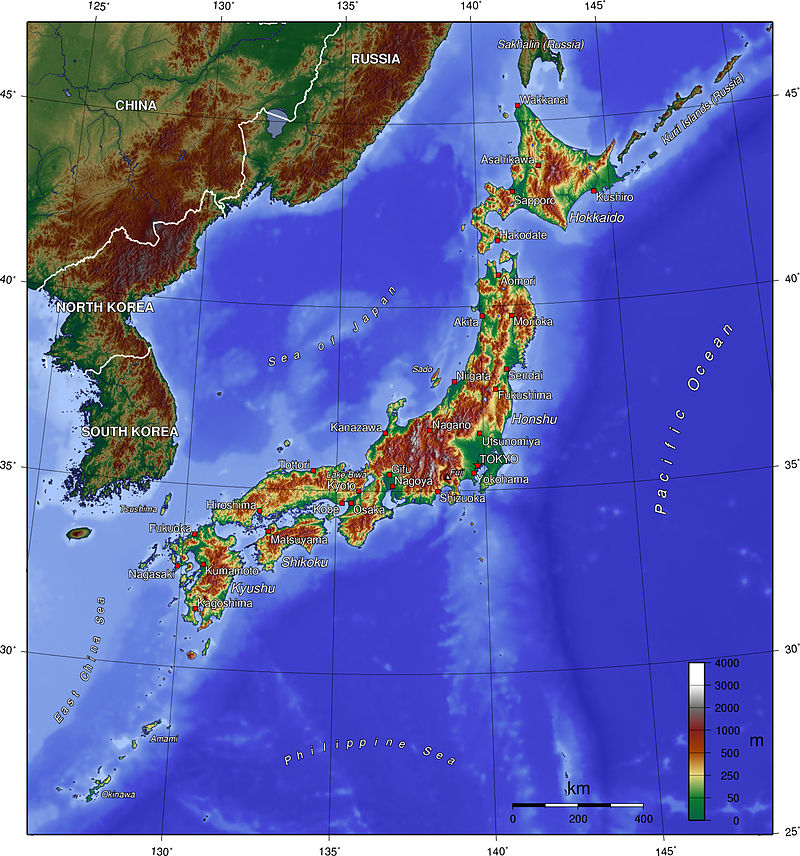 125°
130°
135°
140°
145°
Sakhalin (Russia)
RUSSIA
45°
45°
CHINA
Wakkanai
Kuril Islands (Russia)
Asahikawa
Sapporo
Kushiro
Hokkaido
Hakodate
40°
40°
Aomori
NORTH KOREA
Sea of Japan
Akita
Morioka
Pacific Ocean
Sado
Niigata
Sendai
Fukushima
Honshu
Kanazawa
Nagano
SOUTH KOREA
Utsunomiya
TOKYO
35°
35°
Tottori
Lake Biwa
Gifu
Fuji
Kyoto
Nagoya
Yokohama
Shizuoka
Tsushima
Hiroshima
Kobe
Osaka
Fukuoka
Matsuyama
Shikoku
Nagasaki
Kumamoto
Kyushu
Kagoshima
East China Sea
30°
30°
4000
3000
2000
1000
500
250
50
0
m
Amami
Philippine Sea
Okinawa
km
0
200
400
25°
130°
135°
140°
145°